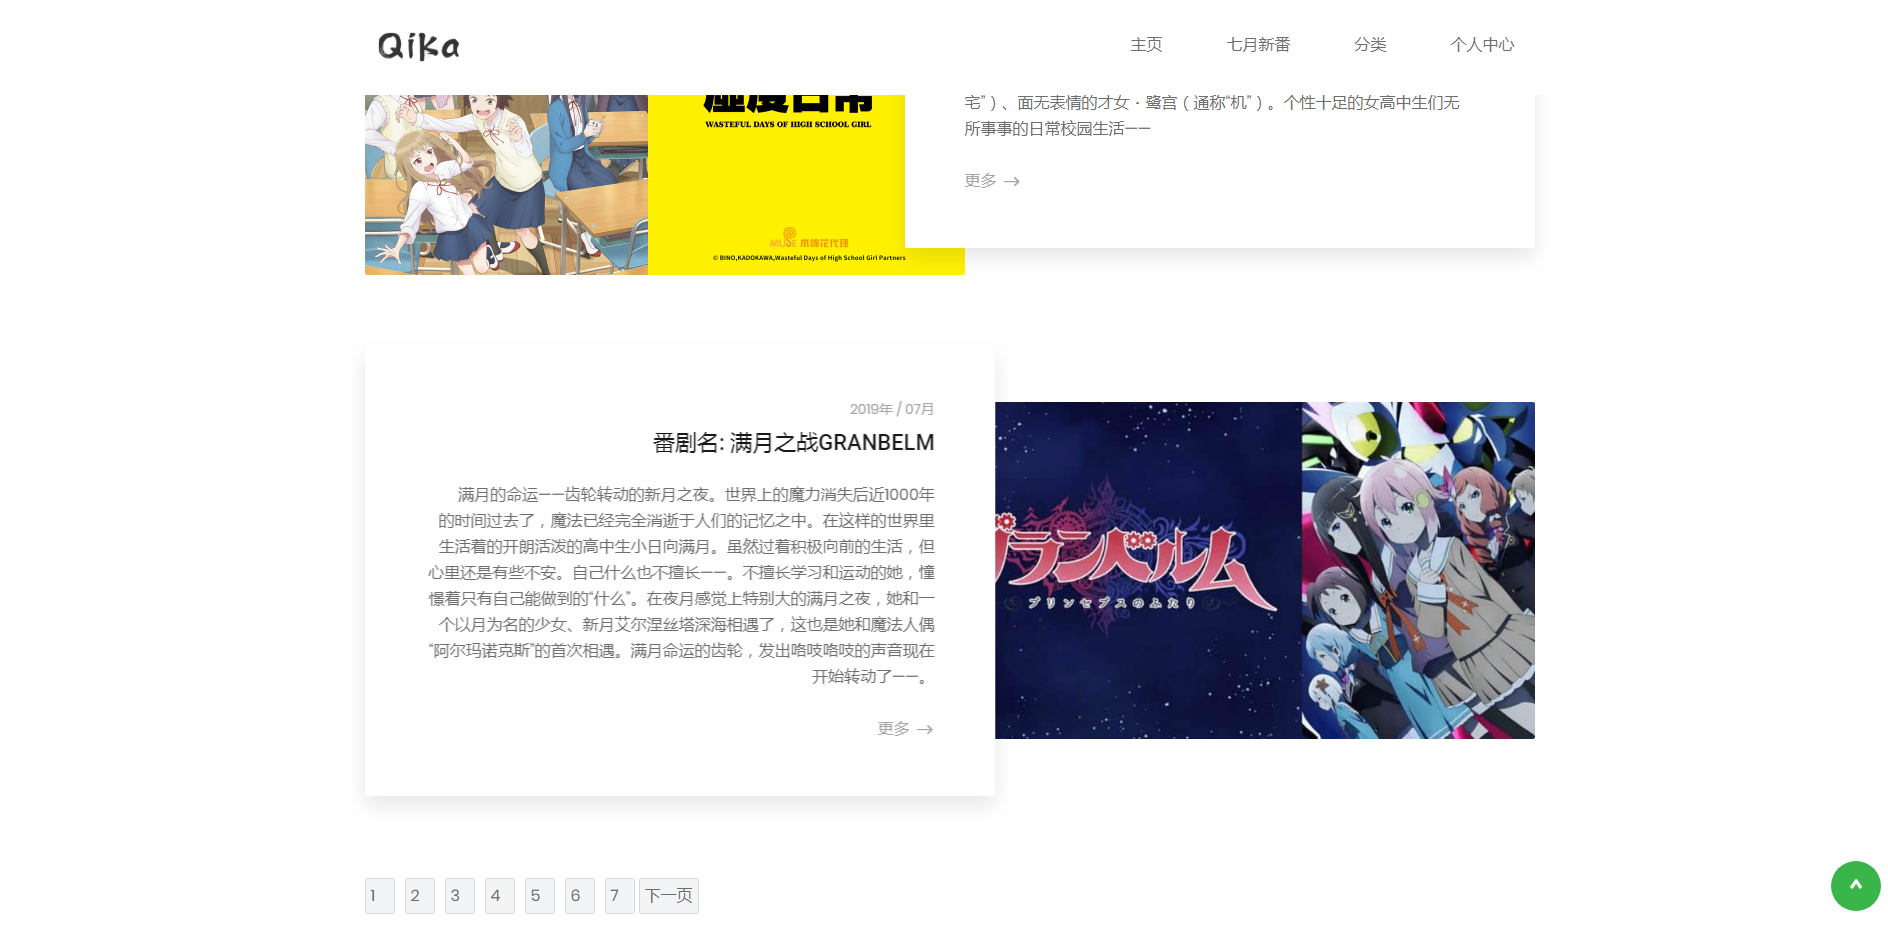 Qika
主页
七月新番
分类
个人中心
WASTEFUL DAYS OF HIGH SCHOOL GIRL
MUSE 木棉花代理
© BINO,KADOKAWA,Wasteful Days of High School Girl Partners
宅”）、面无表情的才女・鹭宫（通称“机”）。个性十足的女高中生们无
所事事的日常校园生活——
更多 →
2019年 / 07月
番剧名: 满月之战GRANBELM
满月的命运——齿轮转动的新月之夜。世界上的魔力消失后近1000年
的时间过去了，魔法已经完全消逝于人们的记忆之中。在这样的世界里
生活着的开朗活泼的高中生小日向满月。虽然过着积极向前的生活，但
心里还是有些不安。自己什么也不擅长——。不擅长学习和运动的她，憧
憬着只有自己能做到的“什么”。在夜月感觉上特别大的满月之夜，她和一
个以月为名的少女、新月艾尔涅丝塔深海相遇了，这也是她和魔法人偶
“阿尔玛诺克斯”的首次相遇。满月命运的齿轮，发出咯吱咯吱的声音现在
开始转动了——。
更多 →
グランベルム
プリンセプスのふたり
1 2 3 4 5 6 7 下一页